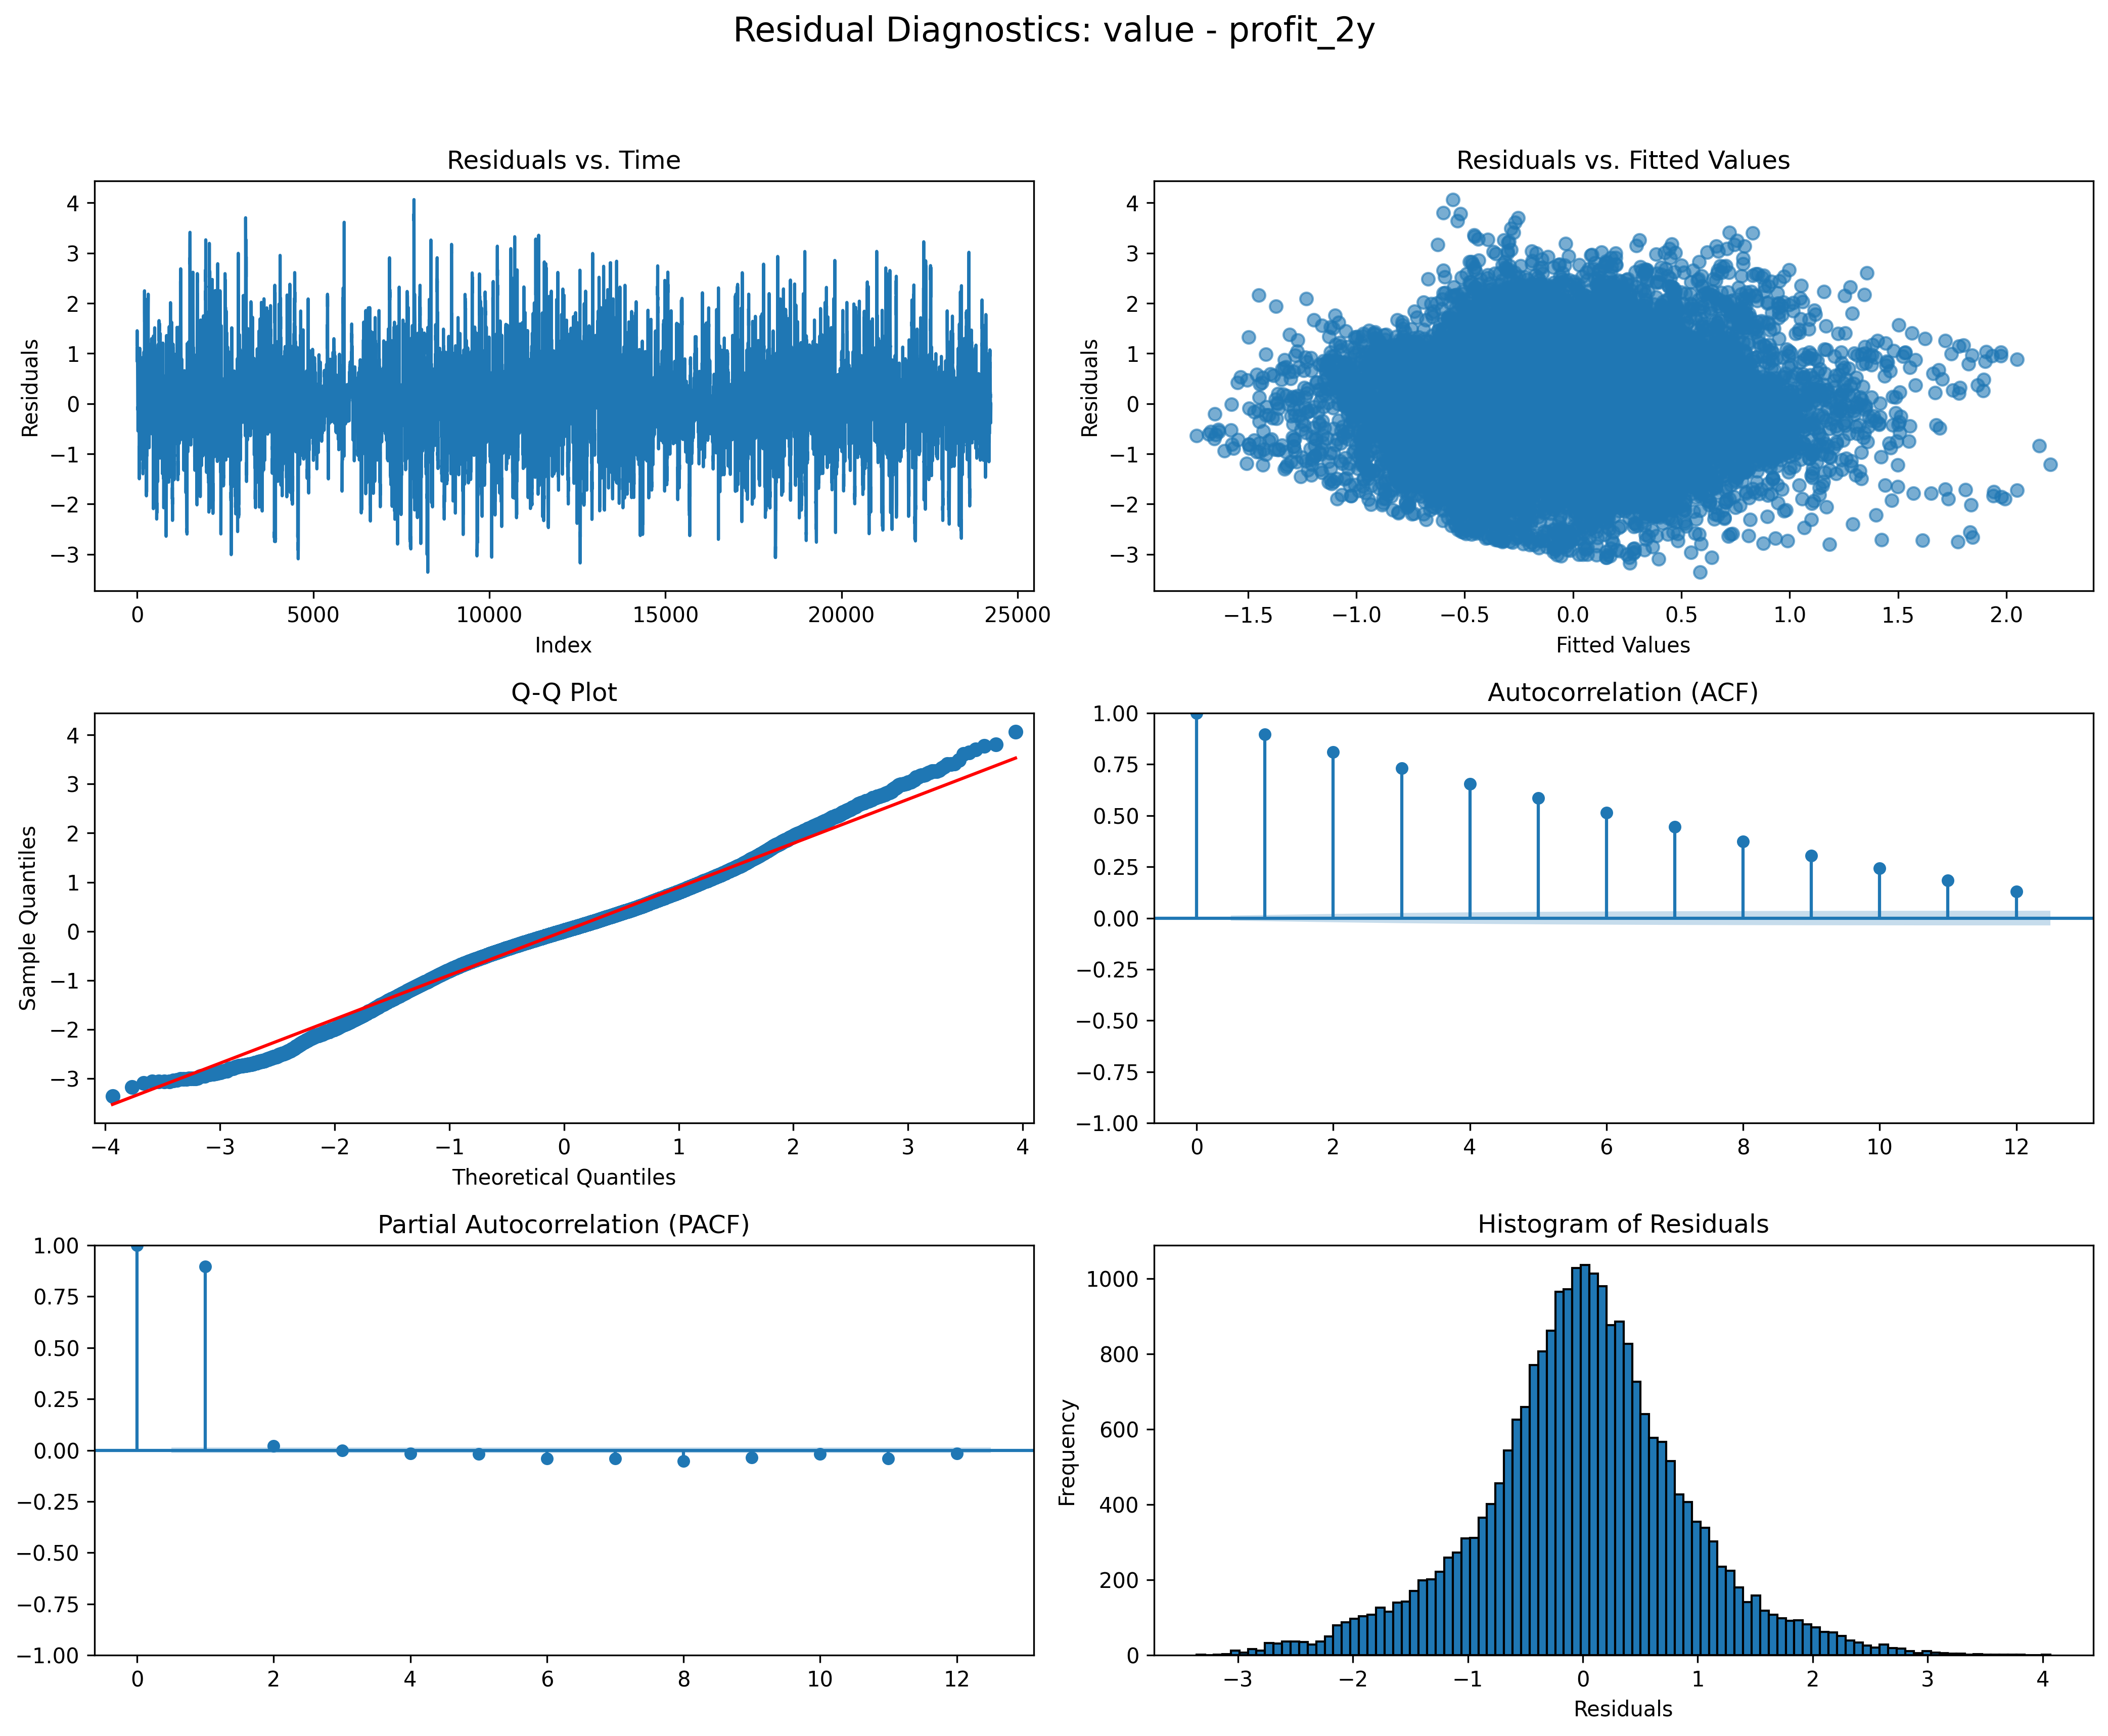 Residual Diagnostics: value - profit_2y
Residuals vs. Time
Residuals
4
3
2
1
0
−1
−2
−3
0 5000 10000 15000 20000 25000
Index
Residuals vs. Fitted Values
Residuals
4
3
2
1
0
−1
−2
−3
−1.5 −1.0 −0.5 0.0 0.5 1.0 1.5 2.0
Fitted Values
Q-Q Plot
Sample Quantiles
4
3
2
1
0
−1
−2
−3
−4 −3 −2 −1 0 1 2 3 4
Theoretical Quantiles
Autocorrelation (ACF)
1.00
0.75
0.50
0.25
0.00
−0.25
−0.50
−0.75
−1.00
0 2 4 6 8 10 12
Partial Autocorrelation (PACF)
1.00
0.75
0.50
0.25
0.00
−0.25
−0.50
−0.75
−1.00
0 2 4 6 8 10 12
Histogram of Residuals
Frequency
1000
800
600
400
200
0
−3 −2 −1 0 1 2 3 4
Residuals